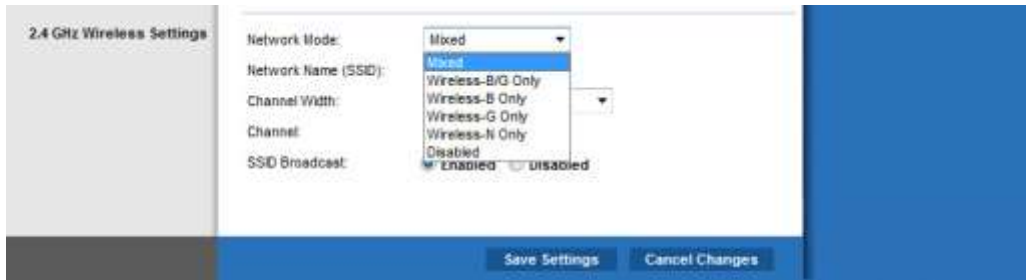 2.4 GHz Wireless Settings
Network Mode: Mixed
Mixed
Network Name (SSID):
Wireless-B/G Only
Channel Width:
Wireless-B Only
Wireless-G Only
Channel:
Wireless-N Only
Disabled
SSID Broadcast: Enabled Disabled
Save Settings Cancel Changes